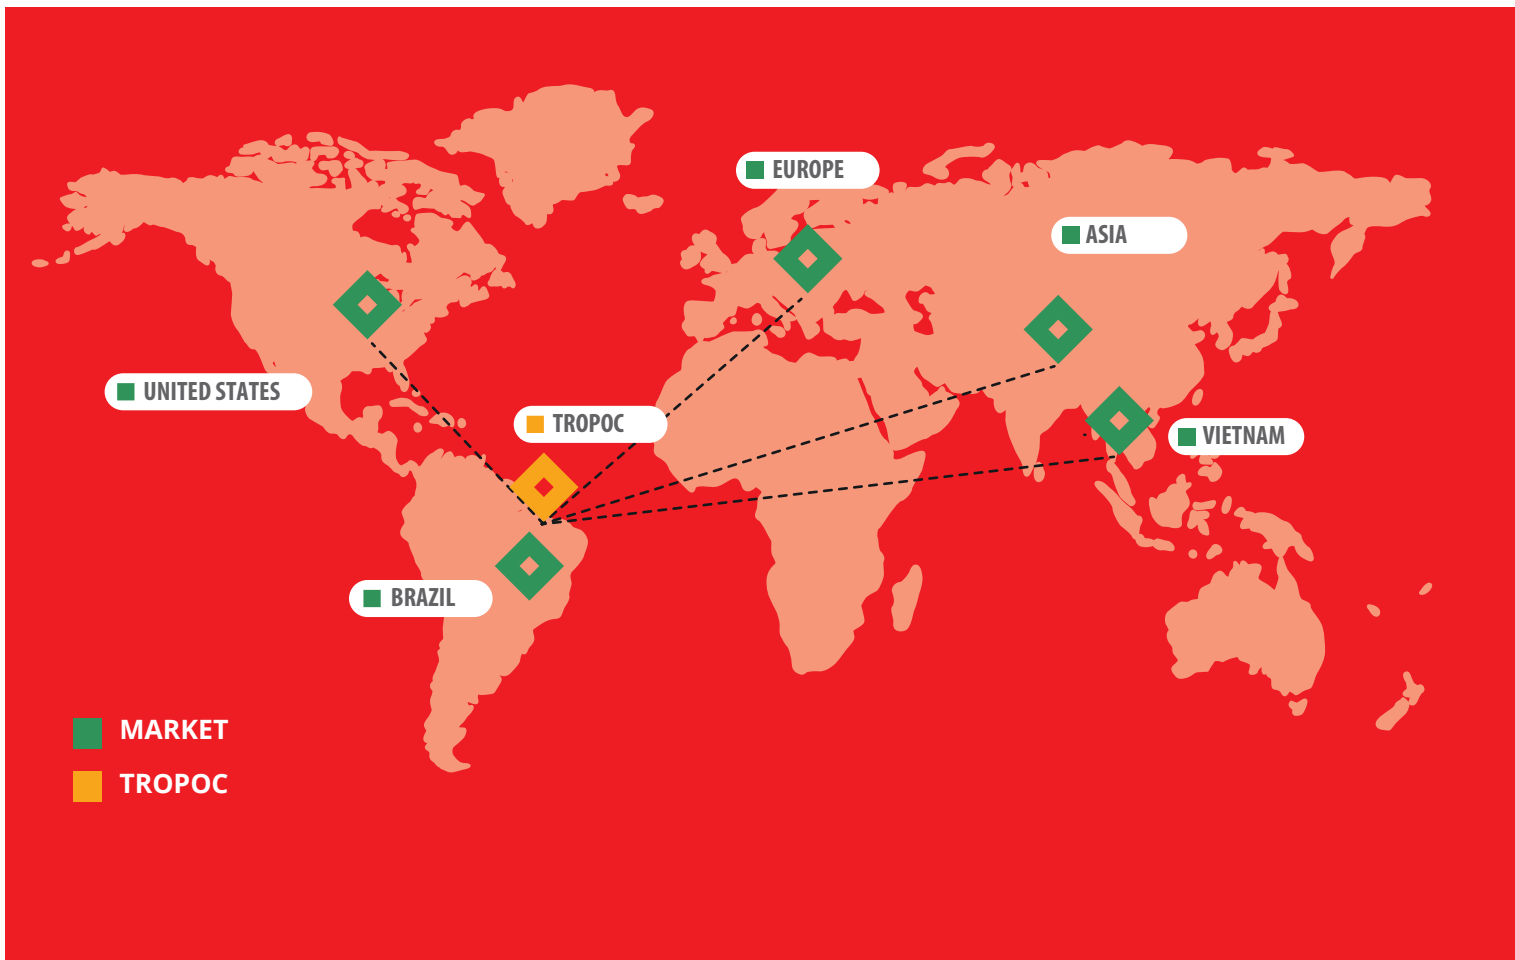 EUROPE
ASIA
UNITED STATES
TROPOC
VIETNAM
BRAZIL
MARKET
TROPOC